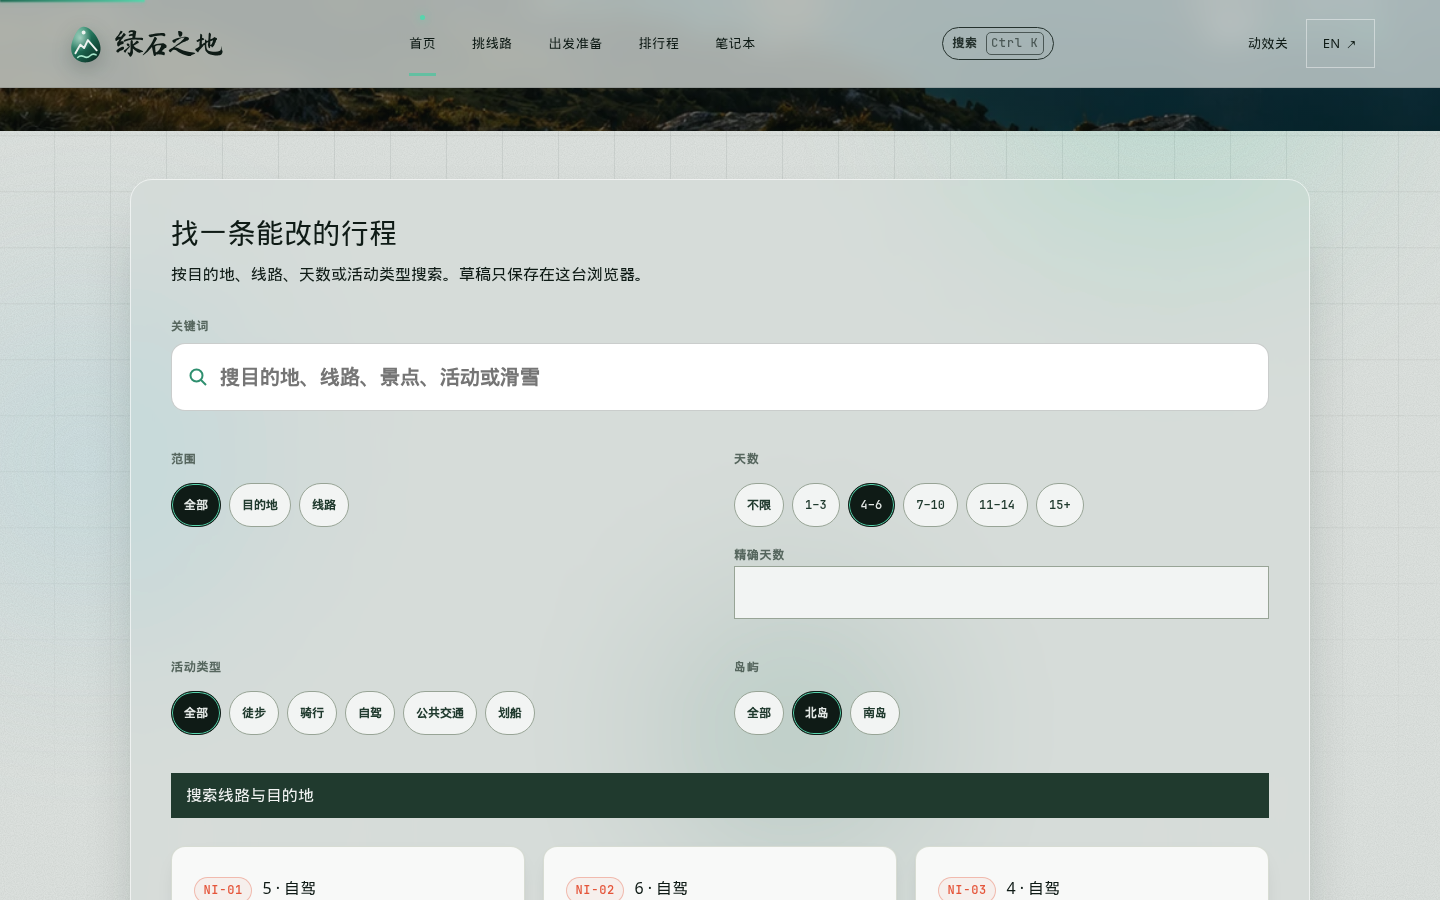 绿石之地
首页 挑线路 出发准备 排行程 笔记本
搜索 Ctrl K
动效关
EN ↗
找一条能改的行程
按目的地、线路、天数或活动类型搜索。草稿只保存在这台浏览器。
关键词
搜目的地、线路、景点、活动或滑雪
范围
全部 目的地 线路
天数
不限 1-3 4-6 7-10 11-14 15+
精确天数
活动类型
全部 徒步 骑行 自驾 公共交通 划船
岛屿
全部 北岛 南岛
搜索线路与目的地
NI-01 5 · 自驾
NI-02 6 · 自驾
NI-03 4 · 自驾